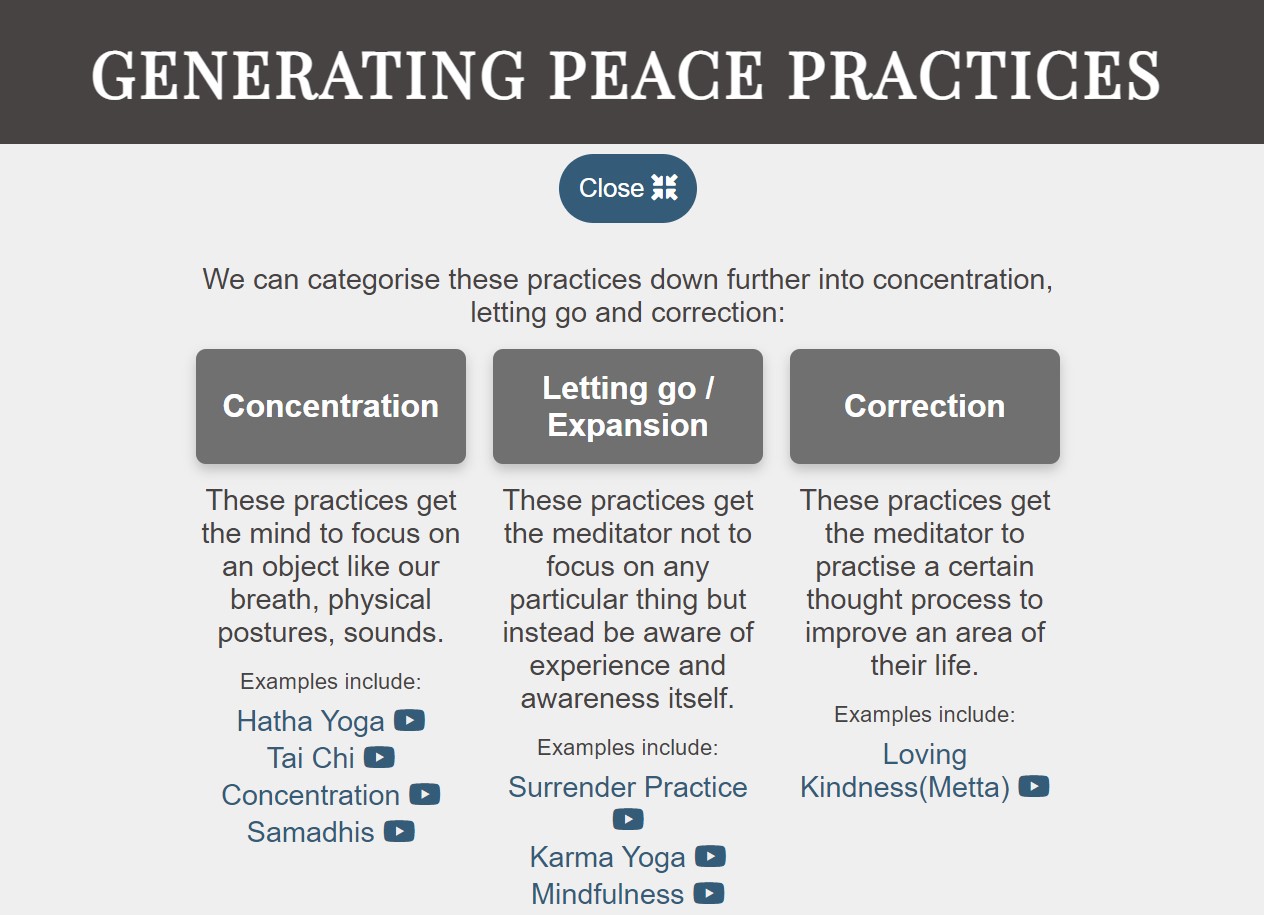 GENERATING PEACE PRACTICES
Close
We can categorise these practices down further into concentration,
letting go and correction:
Concentration
These practices get
the mind to focus on
an object like our
breath, physical
postures, sounds.
Examples include:
Hatha Yoga
Tai Chi
Concentration
Samadhis
Letting go /
Expansion
These practices get
the meditator not to
focus on any
particular thing but
instead be aware of
experience and
awareness itself.
Examples include:
Surrender Practice
Karma Yoga
Mindfulness
Correction
These practices get
the meditator to
practise a certain
thought process to
improve an area of
their life.
Examples include:
Loving
Kindness(Metta)